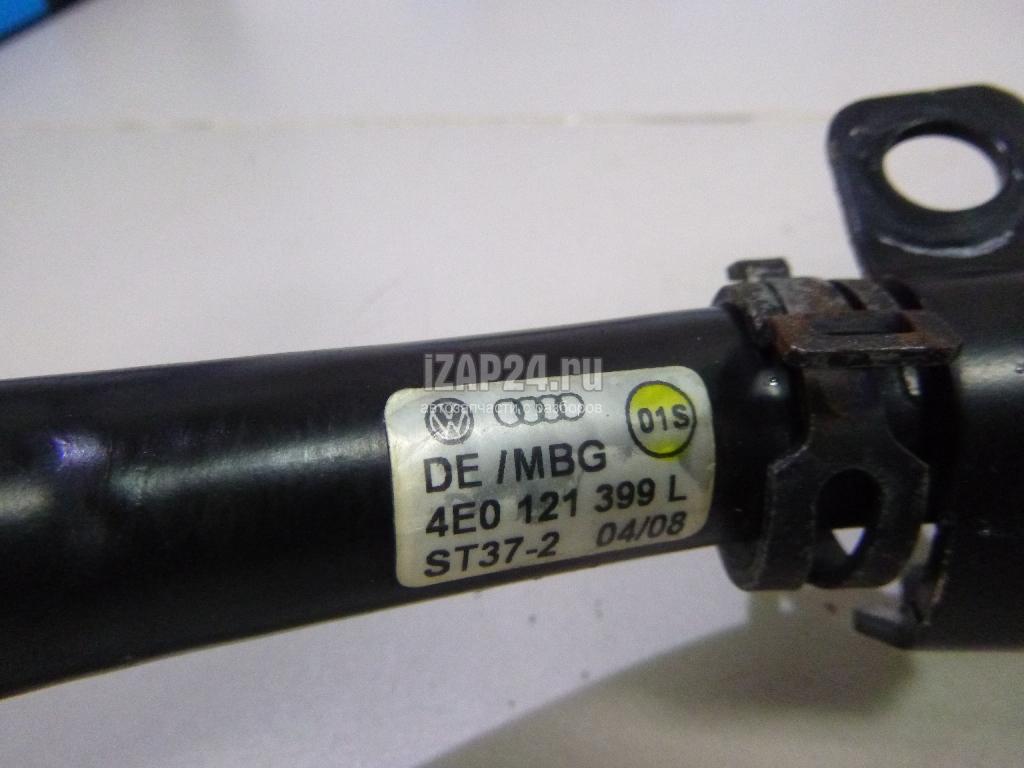 iZAP24.ru
автозапчасти с разборов
01S
DE /MBG
4E0 121 399 L
ST37-2 04/08